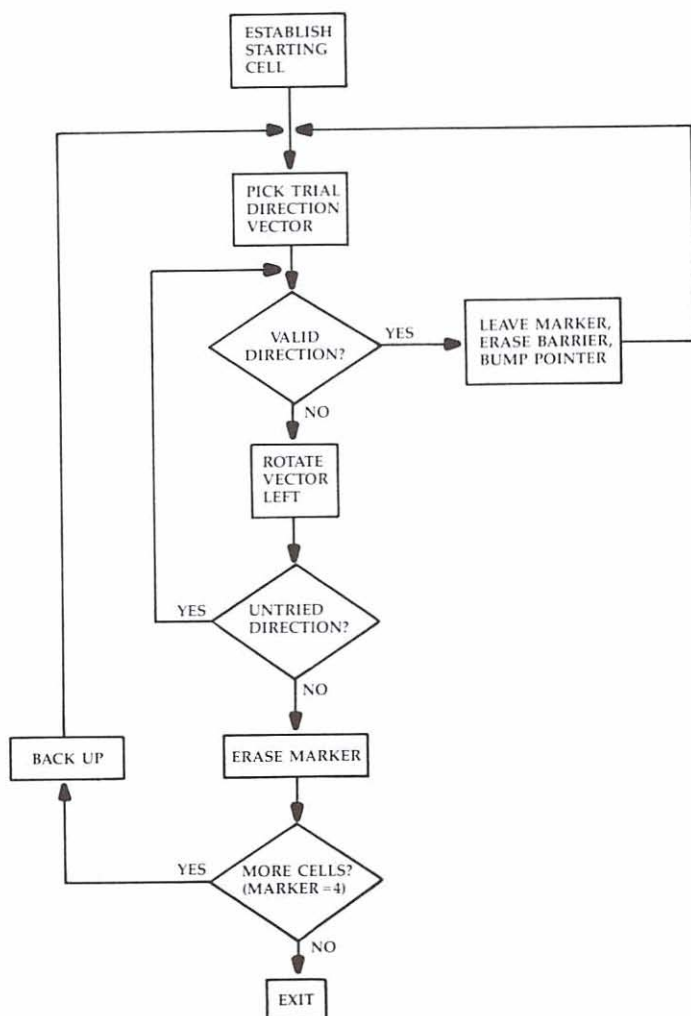 ESTABLISH
STARTING
CELL
PICK TRIAL
DIRECTION
VECTOR
VALID
DIRECTION?
YES
LEAVE MARKER,
ERASE BARRIER,
BUMP POINTER
NO
ROTATE
VECTOR
LEFT
YES
UNTRIED
DIRECTION?
NO
BACK UP
ERASE MARKER
YES
MORE CELLS?
(MARKER=4)
NO
EXIT